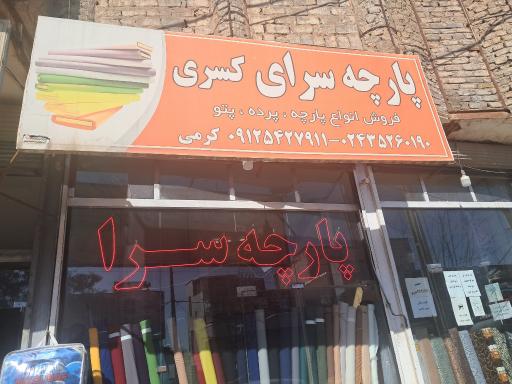 پارچه سرای کسری
فروش انواع پارچه ، پرده ، پتو
۰۲۴۳۵۲۶۰۱۹۰-۰۹۱۲۵۴۲۷۹۱۱ کرمی
پارچه سرا